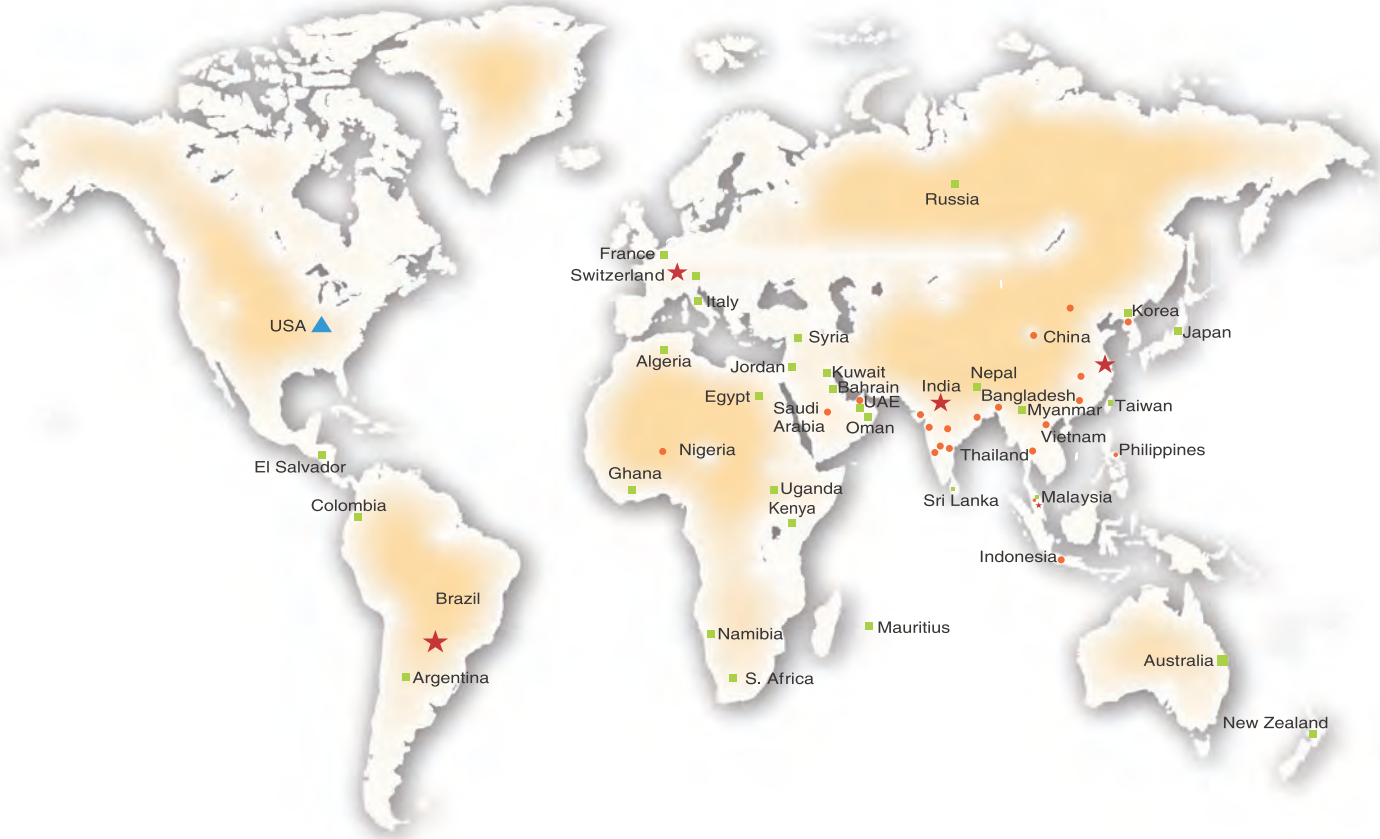 Russia
France
Switzerland
Italy
USA
Korea
Japan
China
Syria
Algeria
Jordan
Kuwait
Nepal
Bahrain
India
Egypt
Bangladesh
UAE
Saudi
Arabia
Myanmar
Taiwan
Oman
Vietnam
Nigeria
Thailand
Philippines
El Salvador
Ghana
Uganda
Sri Lanka
Malaysia
Colombia
Kenya
Indonesia
Brazil
Namibia
Mauritius
Australia
Argentina
S. Africa
New Zealand